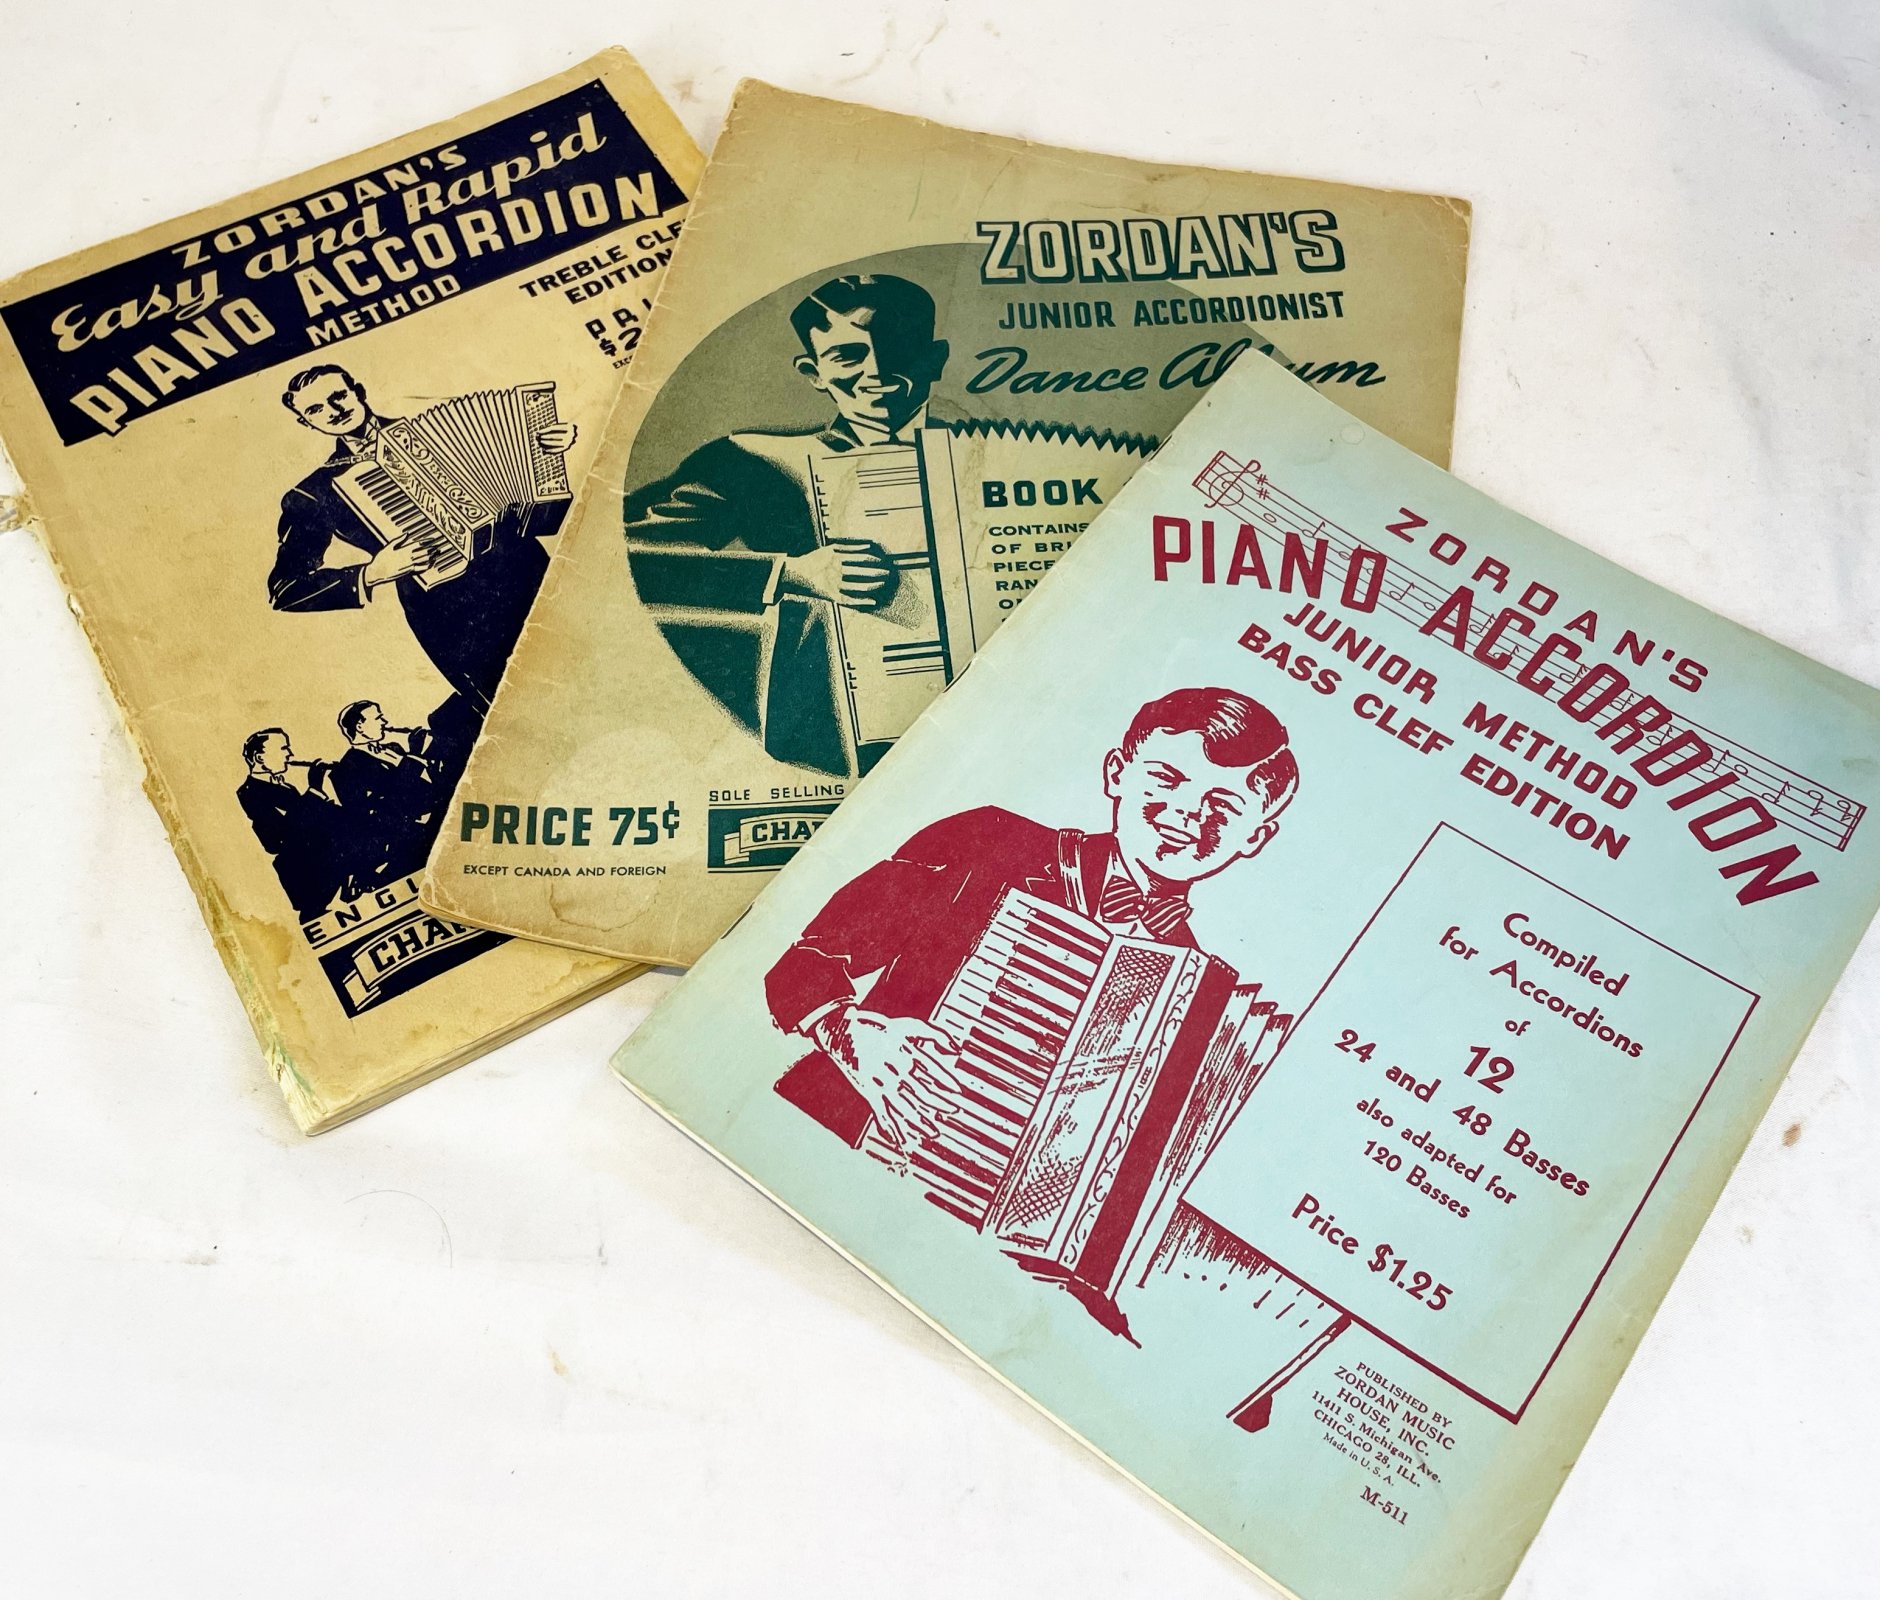 ZORDAN'S
Easy and Rapid
PIANO ACCORDION
METHOD
TREBLE
EDITION
ZORDAN'S
JUNIOR ACCORDIONIST
Dance
BOOK
CONTAINS
OF
PRICE 75¢
EXCEPT CANADA AND FOREIGN
SOLE SELLING
ZORDAN'S
PIANO ACCORDION
JUNIOR METHOD
BASS CLEF EDITION
Compiled
for Accordions
of
12
24 and 48 Basses
also adapted for
120 Basses
Price $1.25
PUBLISHED BY
ZORDAN MUSIC
HOUSE, INC.
11411 S. Michigan Ave.
CHICAGO 28, ILL.
Made in U. S. A.
M-511